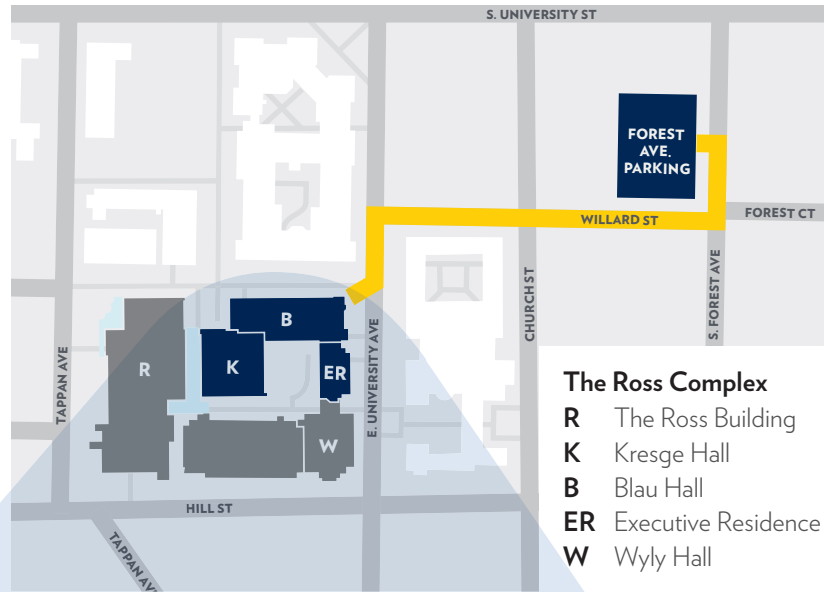 S. UNIVERSITY ST
FOREST
AVE.
PARKING
WILLARD ST
FOREST CT
TAPPAN AVE
E. UNIVERSITY AVE
CHURCH ST
S. FOREST AVE
B
R
K
ER
W
HILL ST
TAPPAN AVE
The Ross Complex
R The Ross Building
K Kresge Hall
B Blau Hall
ER Executive Residence
W Wyly Hall